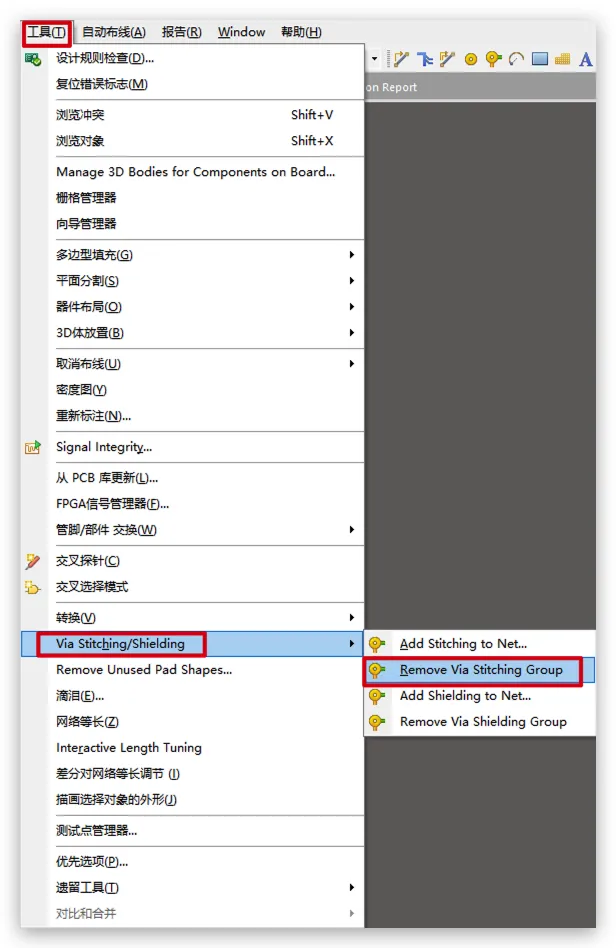 工具(T) 自动布线(A) 报告(R) Window 帮助(H)
设计规则检查(D)...
复位错误标志(M)
on Report
浏览冲突 Shift+V
浏览对象 Shift+X
Manage 3D Bodies for Components on Board...
栅格管理器
向导管理器
多边型填充(G)
平面分割(S)
器件布局(O)
3D体放置(B)
取消布线(U)
密度图(Y)
重新标注(N)...
Signal Integrity...
从 PCB 库更新(L)...
FPGA信号管理器(F)...
管脚/部件 交换(W)
交叉探针(C)
交叉选择模式
转换(V)
Via Stitching/Shielding
Add Stitching to Net...
Remove Unused Pad Shapes...
Remove Via Stitching Group
滴泪(E)...
Add Shielding to Net...
网络等长(Z)
Remove Via Shielding Group
Interactive Length Tuning
差分对网络等长调节 (I)
描画选择对象的外形(J)
测试点管理器...
优先选项(P)...
遗留工具(T)
对比和合并